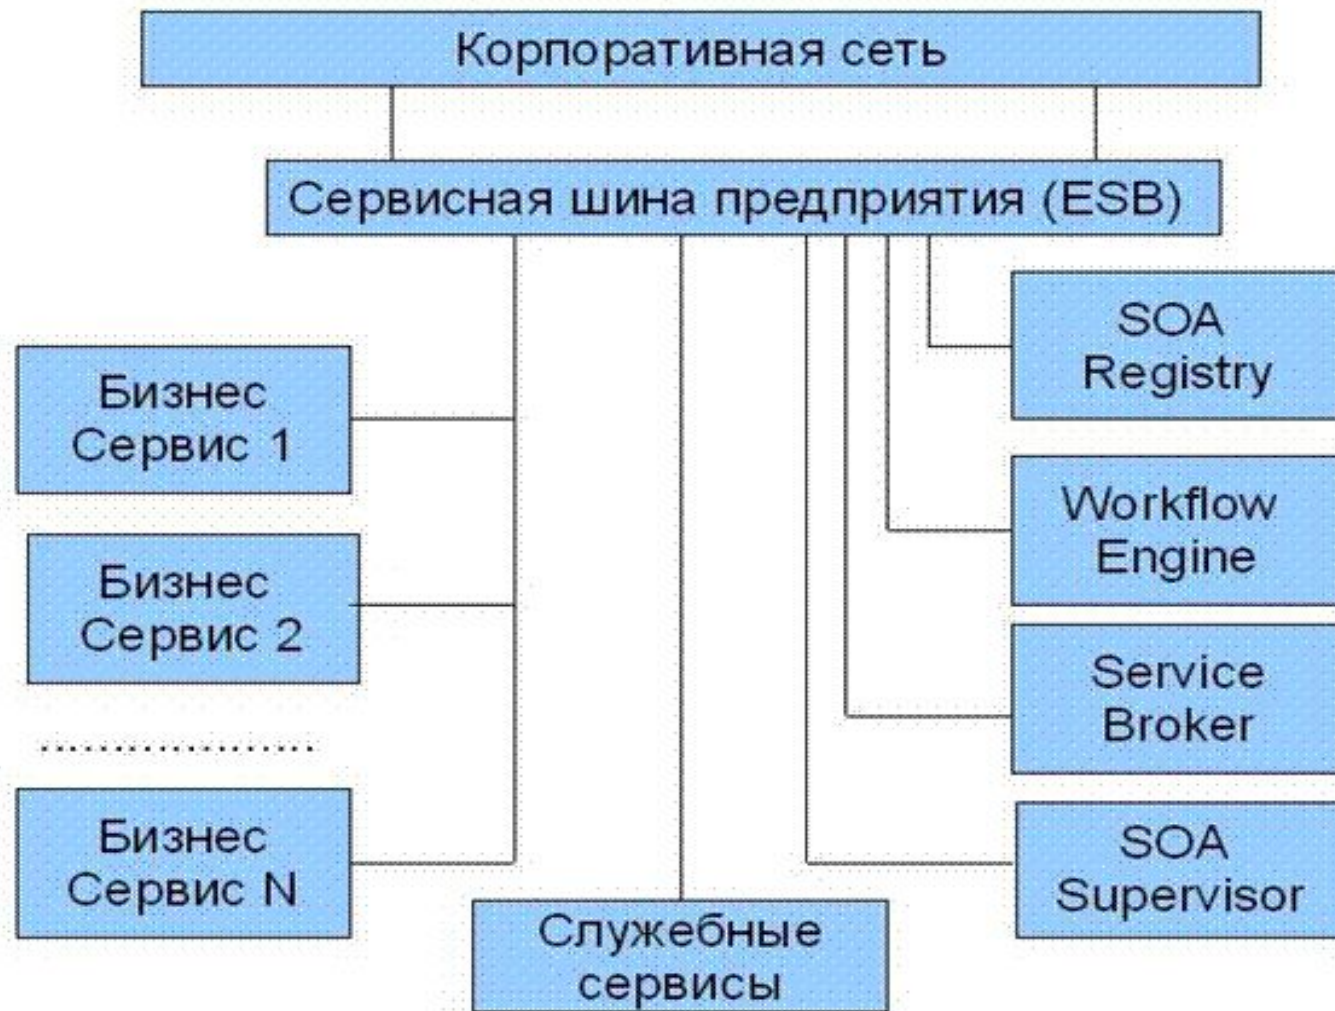 Корпоративная сеть
Сервисная шина предприятия (ESB)
Бизнес
Сервис 1
Бизнес
Сервис 2
Бизнес
Сервис N
Служебные
сервисы
SOA
Registry
Workflow
Engine
Service
Broker
SOA
Supervisor